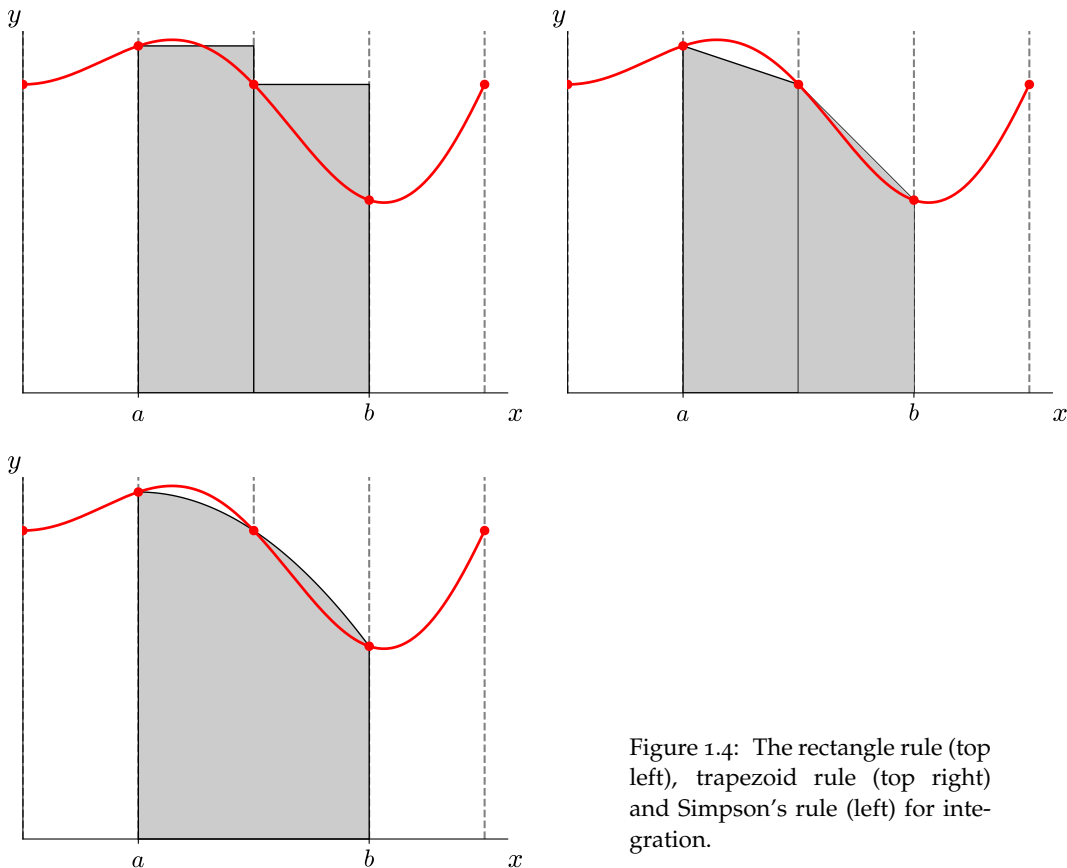 y
y
a
b
x
a
b
x
y
a
b
x
Figure 1.4: The rectangle rule (top
left), trapezoid rule (top right)
and Simpson's rule (left) for inte-
gration.